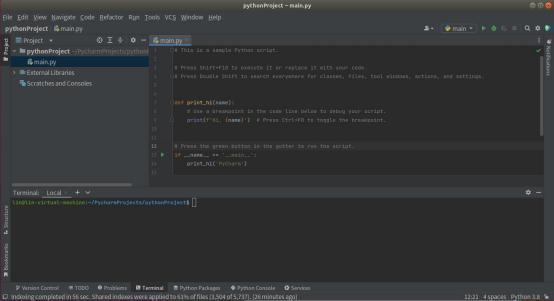 pythonProject – main.py
File Edit View Navigate Code Refactor Run Tools VCS Window Help
pythonProject main.py
main
Project
main.py
pythonProject ~/PycharmProjects/python
main.py
External Libraries
Scratches and Consoles
1 # This is a sample Python script.
2
3 # Press Shift+F10 to execute it or replace it with your code.
4 # Press Double Shift to search everywhere for classes, files, tool windows, actions, and settings.
5
6
7 def print_hi(name):
8 # Use a breakpoint in the code line below to debug your script.
9 print(f'Hi, {name}') # Press Ctrl+F8 to toggle the breakpoint.
10
11
12 # Press the green button in the gutter to run the script.
13 if __name__ == '__main__':
14 print_hi('PyCharm')
15
Project
Structure
Bookmarks
Notifications
Terminal: Local × + ∨
lin@lin-virtual-machine:~/PycharmProjects/pythonProject$
Version Control TODO Problems Terminal Python Packages Python Console Services
Indexing completed in 56 sec. Shared indexes were applied to 61% of files (3,504 of 5,737). (26 minutes ago) 12:21 4 spaces Python 3.8